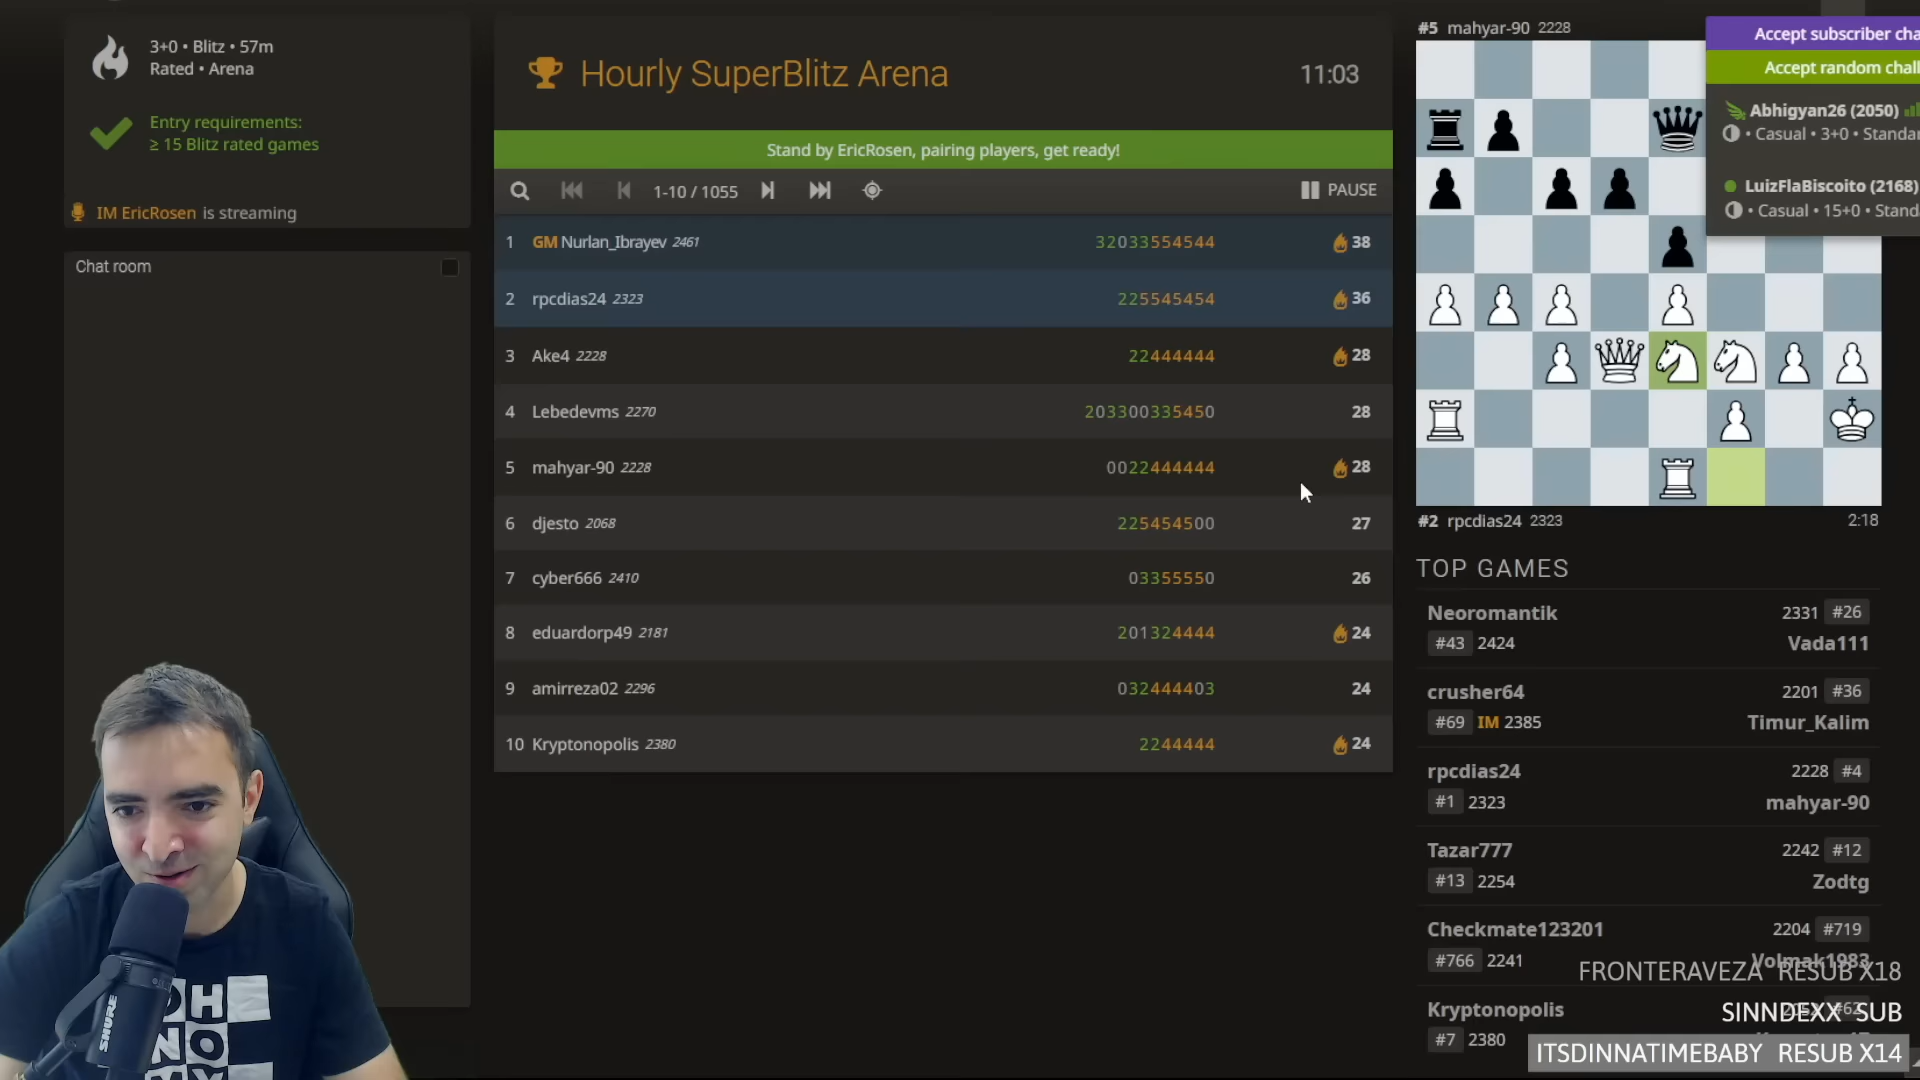 3+0 • Blitz • 57m
Rated • Arena
Entry requirements:
≥ 15 Blitz rated games
IM EricRosen is streaming
Chat room
Hourly SuperBlitz Arena
11:03
Stand by EricRosen, pairing players, get ready!
1-10 / 1055
PAUSE
1 GM Nurlan_Ibrayev 2461 32033554544 38
2 rpcdias24 2323 225545454 36
3 Ake4 2228 22444444 28
4 Lebedevms 2270 203300335450 28
5 mahyar-90 2228 0022444444 28
6 djesto 2068 225454500 27
7 cyber666 2410 03355550 26
8 eduardorp49 2181 201324444 24
9 amirreza02 2296 032444403 24
10 Kryptonopolis 2380 2244444 24
#5 mahyar-90 2228
Accept subscriber cha
Accept random chall
Abhigyan26 (2050)
• Casual • 3+0 • Standa
LuizFlaBiscoito (2168)
• Casual • 15+0 • Stand
#2 rpcdias24 2323 2:18
TOP GAMES
Neoromantik 2331 #26
#43 2424 Vada111
crusher64 2201 #36
#69 IM 2385 Timur_Kalim
rpcdias24 2228 #4
#1 2323 mahyar-90
Tazar777 2242 #12
#13 2254 Zodtg
Checkmate123201 2204 #719
#766 2241 Volmak1983
FRONTERAVEZA RESUB X18
Kryptonopolis
SINNDEXX SUB
#7 2380
ITSDINNATIMEBABY RESUB X14
SHURE